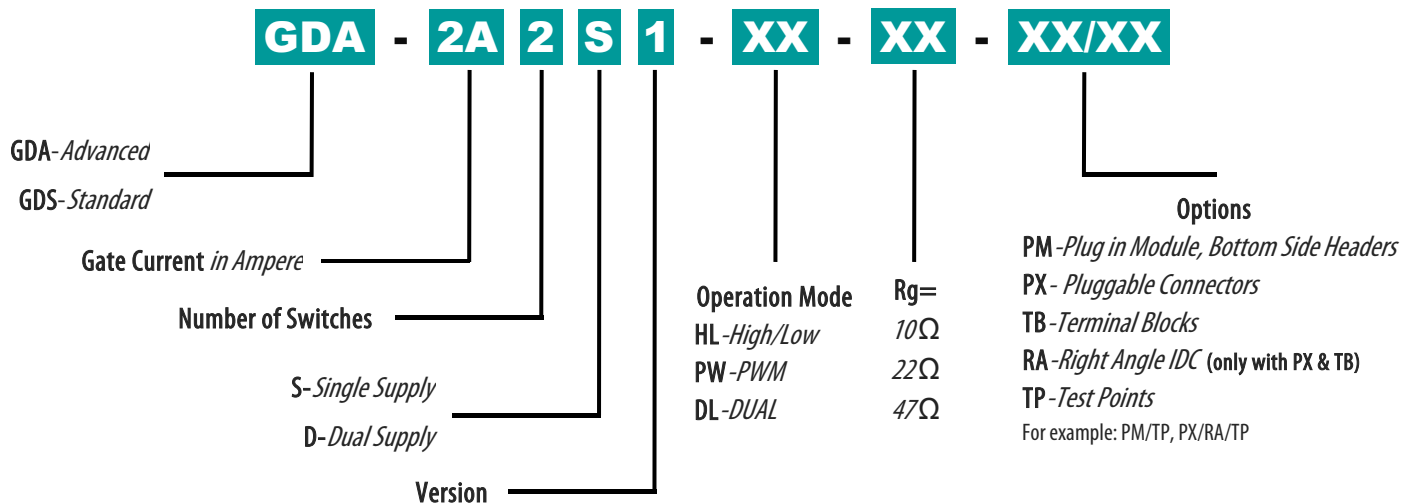 GDA - 2A 2 S 1 - XX - XX - XX/XX
GDA-Advanced
GDS-Standard
Gate Current in Ampere
Number of Switches
S-Single Supply
D-Dual Supply
Version
Operation Mode
HL-High/Low
PW-PWM
DL-DUAL
Rg=
10Ω
22Ω
47Ω
Options
PM-Plug in Module, Bottom Side Headers
PX- Pluggable Connectors
TB-Terminal Blocks
RA-Right Angle IDC (only with PX & TB)
TP-Test Points
For example: PM/TP, PX/RA/TP